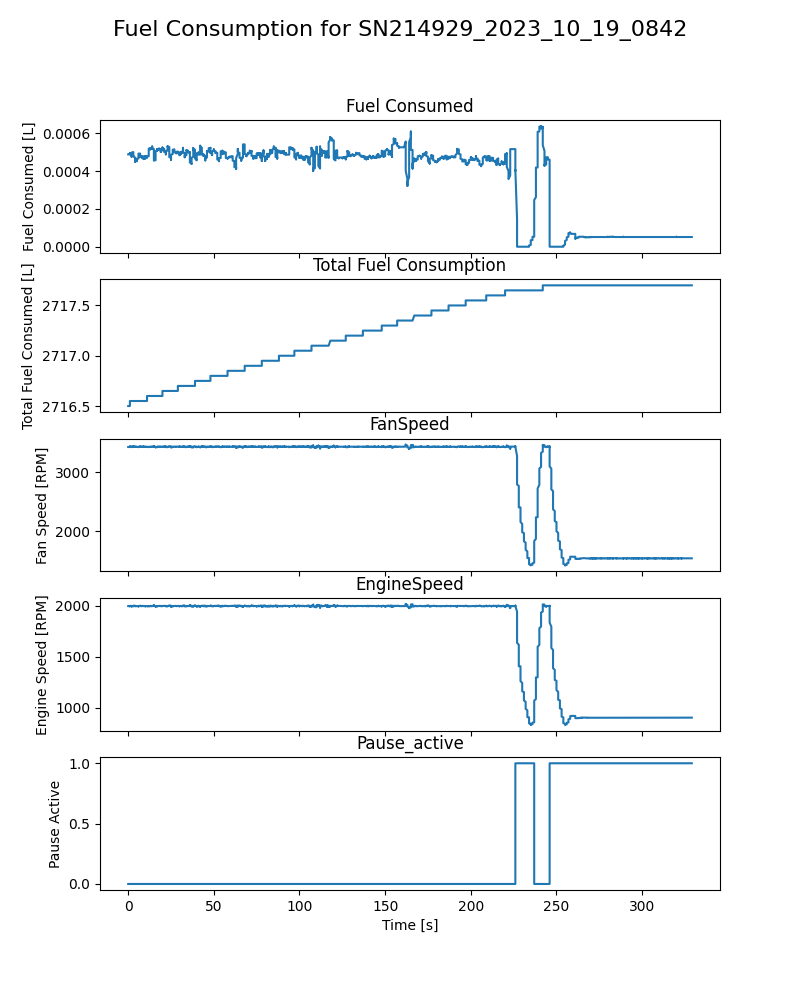 Fuel Consumption for SN214929_2023_10_19_0842
Fuel Consumed
Fuel Consumed [L]
0.0006
0.0004
0.0002
0.0000
Total Fuel Consumption
Total Fuel Consumed [L]
2717.5
2717.0
2716.5
FanSpeed
Fan Speed [RPM]
3000
2000
EngineSpeed
Engine Speed [RPM]
2000
1500
1000
Pause_active
Pause Active
1.0
0.5
0.0
0 50 100 150 200 250 300
Time [s]